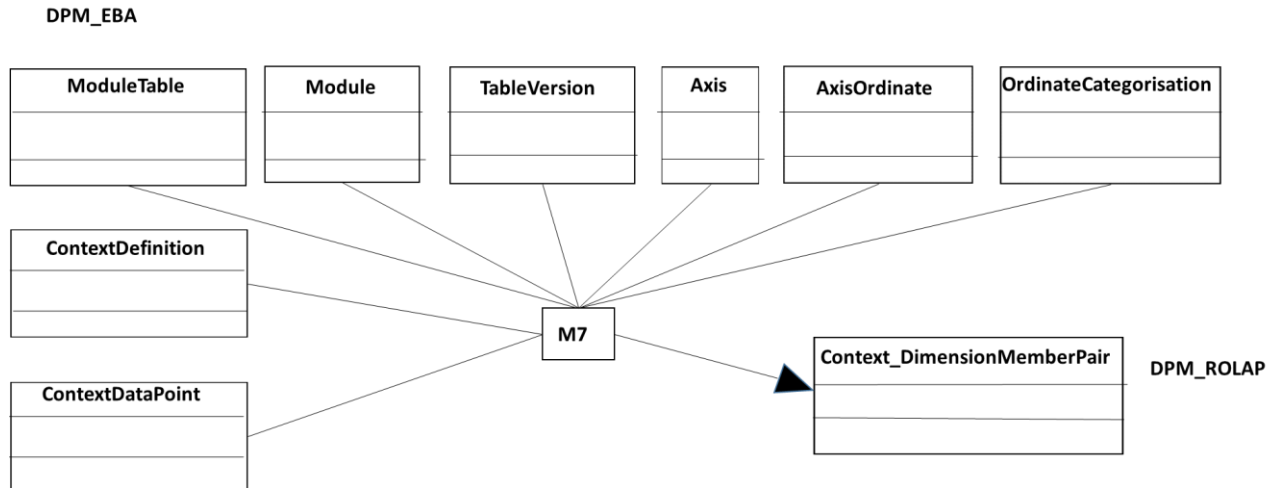 DPM_EBA
ModuleTable
Module
TableVersion
Axis
AxisOrdinate
OrdinateCategorisation
ContextDefinition
M7
Context_DimensionMemberPair
DPM_ROLAP
ContextDataPoint